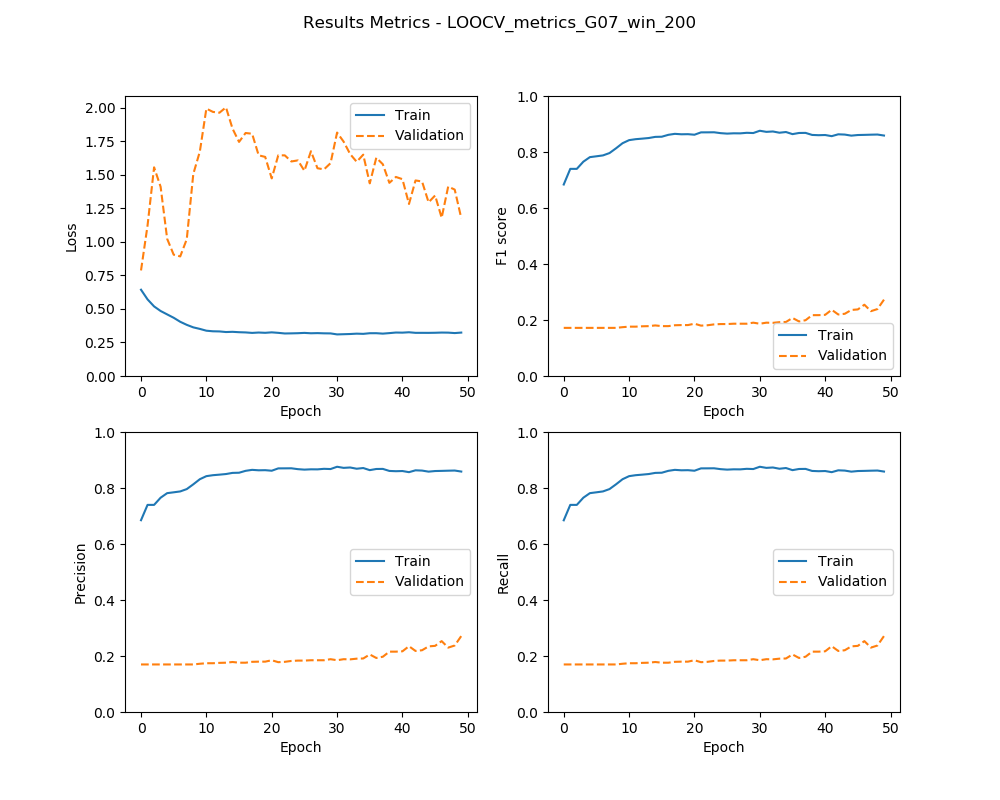 Results Metrics - LOOCV_metrics_G07_win_200
2.00
1.75
1.50
1.25
1.00
0.75
0.50
0.25
0.00
Loss
0 10 20 30 40 50
Epoch
Train
Validation
1.0
0.8
0.6
0.4
0.2
0.0
F1 score
0 10 20 30 40 50
Epoch
Train
Validation
1.0
0.8
0.6
0.4
0.2
0.0
Precision
0 10 20 30 40 50
Epoch
Train
Validation
1.0
0.8
0.6
0.4
0.2
0.0
Recall
0 10 20 30 40 50
Epoch
Train
Validation